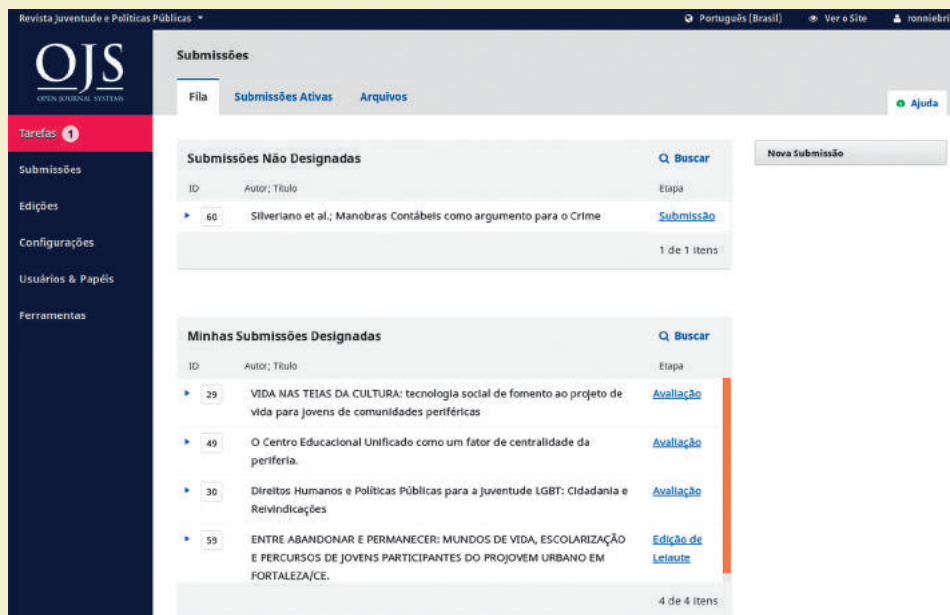 Revista Juventude e Políticas Públicas
Português (Brasil)
Ver o Site
ronniebri
OJS
OPEN JOURNAL SYSTEMS
Submissões
Fila
Submissões Ativas
Arquivos
Ajuda
Tarefas 1
Submissões
Edições
Configurações
Usuários & Papéis
Ferramentas
Submissões Não Designadas
Buscar
ID Autor; Título Etapa
60 Silveriano et al.; Manobras Contábeis como argumento para o Crime Submissão
1 de 1 itens
Nova Submissão
Minhas Submissões Designadas
Buscar
ID Autor; Título Etapa
29 VIDA NAS TEIAS DA CULTURA: tecnologia social de fomento ao projeto de Avaliação
vida para jovens de comunidades periféricas
49 O Centro Educacional Unificado como um fator de centralidade da Avaliação
periferia.
30 Direitos Humanos e Políticas Públicas para a Juventude LGBT: Cidadania e Avaliação
Reivindicações
59 ENTRE ABANDONAR E PERMANECER: MUNDOS DE VIDA, ESCOLARIZAÇÃO Edição de
E PERCURSOS DE JOVENS PARTICIPANTES DO PROJOVEM URBANO EM Leiaute
FORTALEZA/CE.
4 de 4 itens